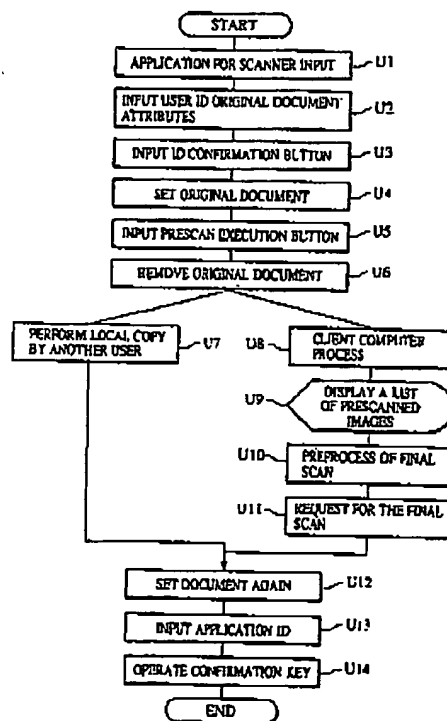 START
APPLICATION FOR SCANNER INPUT
U1
INPUT USER ID ORIGINAL DOCUMENT
ATTRIBUTES
U2
INPUT ID CONFIRMATION BUTTON
U3
SET ORIGINAL DOCUMENT
U4
INPUT PRESCAN EXECUTION BUTTON
U5
REMOVE ORIGINAL DOCUMENT
U6
PERFORM LOCAL COPY
BY ANOTHER USER
U7
U8
CLIENT COMPUTER
PROCESS
U9
DISPLAY A LIST
OF PRESCANNED
IMAGES
U10
PREPROCESS OF FINAL
SCAN
U11
REQUEST FOR THE FINAL
SCAN
SET DOCUMENT AGAIN
U12
INPUT APPLICATION ID
U13
OPERATE CONFIRMATION KEY
U14
END